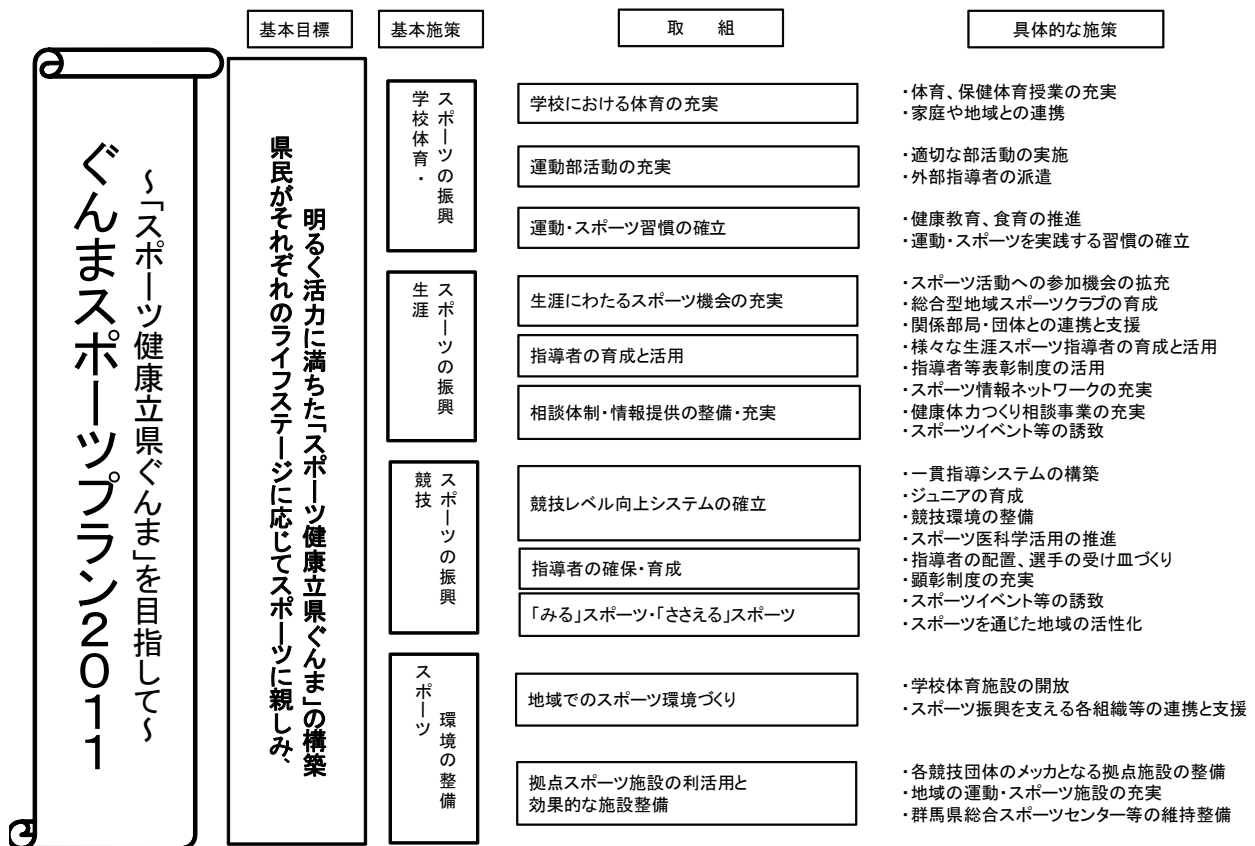 基本目標
基本施策
取　組
具体的な施策
ぐんまスポーツプラン2011
～「スポーツ健康立県ぐんま」を目指して～
県民がそれぞれのライフステージに応じてスポーツに親しみ、
明るく活力に満ちた「スポーツ健康立県ぐんま」の構築
学校体育・
スポーツの振興
学校における体育の充実
・体育、保健体育授業の充実
・家庭や地域との連携
運動部活動の充実
・適切な部活動の実施
・外部指導者の派遣
運動・スポーツ習慣の確立
・健康教育、食育の推進
・運動・スポーツを実践する習慣の確立
生涯
スポーツの振興
生涯にわたるスポーツ機会の充実
・スポーツ活動への参加機会の拡充
・総合型地域スポーツクラブの育成
・関係部局・団体との連携と支援
指導者の育成と活用
・様々な生涯スポーツ指導者の育成と活用
・指導者等表彰制度の活用
相談体制・情報提供の整備・充実
・スポーツ情報ネットワークの充実
・健康体力つくり相談事業の充実
・スポーツイベント等の誘致
競技
スポーツの振興
競技レベル向上システムの確立
・一貫指導システムの構築
・ジュニアの育成
・競技環境の整備
・スポーツ医科学活用の推進
指導者の確保・育成
・指導者の配置、選手の受け皿づくり
・顕彰制度の充実
「みる」スポーツ・「ささえる」スポーツ
・スポーツイベント等の誘致
・スポーツを通じた地域の活性化
スポーツ
環境の整備
地域でのスポーツ環境づくり
・学校体育施設の開放
・スポーツ振興を支える各組織等の連携と支援
拠点スポーツ施設の利活用と
効果的な施設整備
・各競技団体のメッカとなる拠点施設の整備
・地域の運動・スポーツ施設の充実
・群馬県総合スポーツセンター等の維持整備